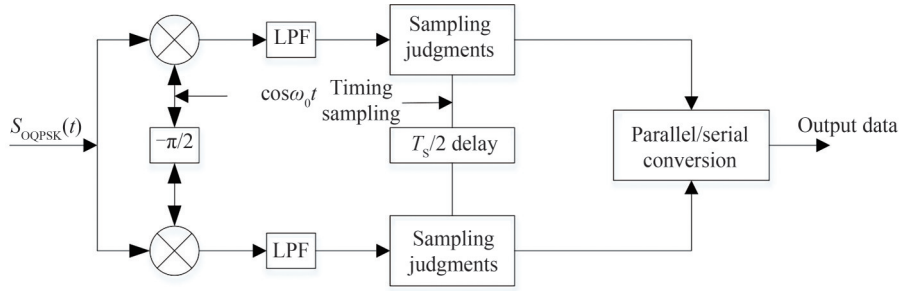 LPF
Sampling
judgments
cosω₀t
Timing
sampling
S_OQPSK(t)
−π/2
T_S/2 delay
Parallel/serial
conversion
Output data
LPF
Sampling
judgments